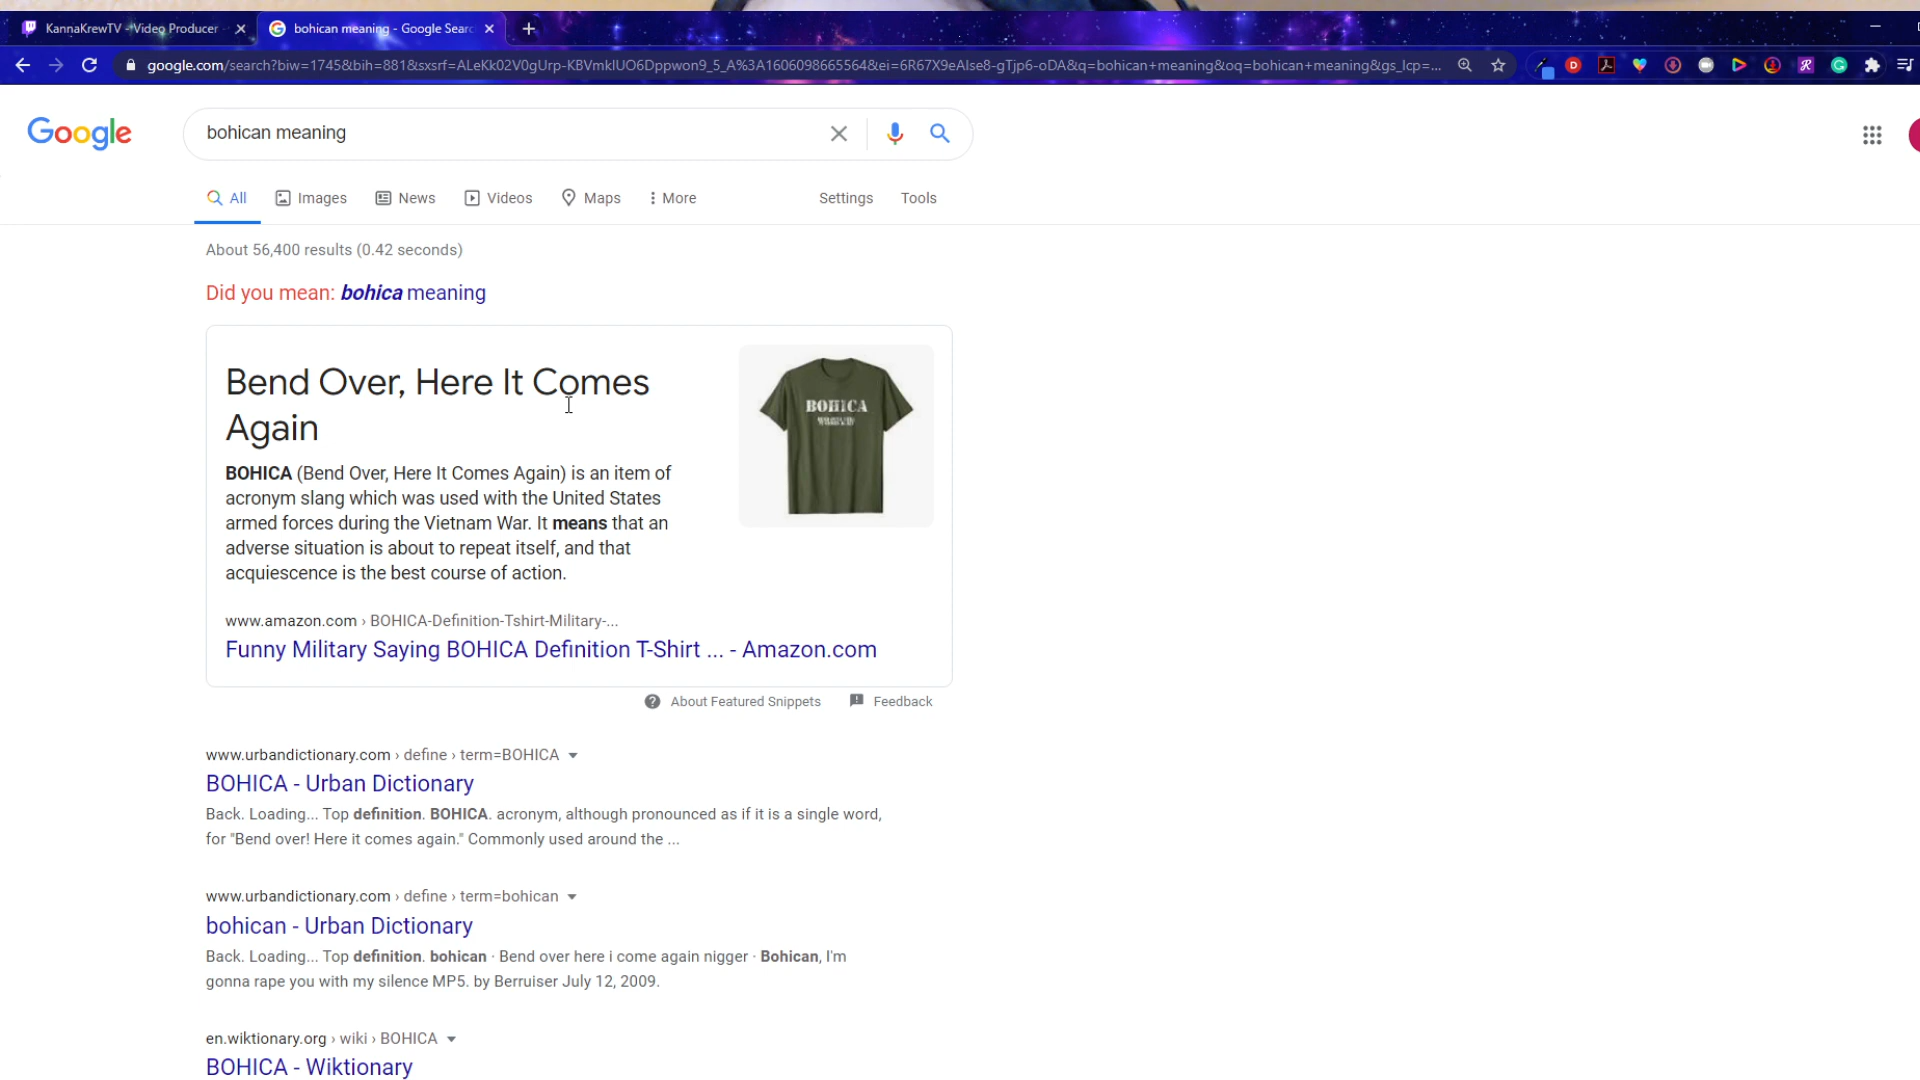 KannaKrewTV - Video Producer
bohican meaning - Google Searc
google.com/search?biw=1745&bih=881&sxsrf=ALeKk02V0gUrp-KBVmkIUO6Dppwon9_5_A%3A1606098665564&ei=6R67X9eAIse8-gTjp6-oDA&q=bohican+meaning&oq=bohican+meaning&gs_lcp=...
Google
bohican meaning
All Images News Videos Maps More Settings Tools
About 56,400 results (0.42 seconds)
Did you mean: bohica meaning
Bend Over, Here It Comes
Again
BOHICA
BOHICA (Bend Over, Here It Comes Again) is an item of
acronym slang which was used with the United States
armed forces during the Vietnam War. It means that an
adverse situation is about to repeat itself, and that
acquiescence is the best course of action.
www.amazon.com › BOHICA-Definition-Tshirt-Military-...
Funny Military Saying BOHICA Definition T-Shirt ... - Amazon.com
About Featured Snippets Feedback
www.urbandictionary.com › define › term=BOHICA
BOHICA - Urban Dictionary
Back. Loading... Top definition. BOHICA. acronym, although pronounced as if it is a single word,
for "Bend over! Here it comes again." Commonly used around the ...
www.urbandictionary.com › define › term=bohican
bohican - Urban Dictionary
Back. Loading... Top definition. bohican · Bend over here i come again nigger · Bohican, I'm
gonna rape you with my silence MP5. by Berruiser July 12, 2009.
en.wiktionary.org › wiki › BOHICA
BOHICA - Wiktionary